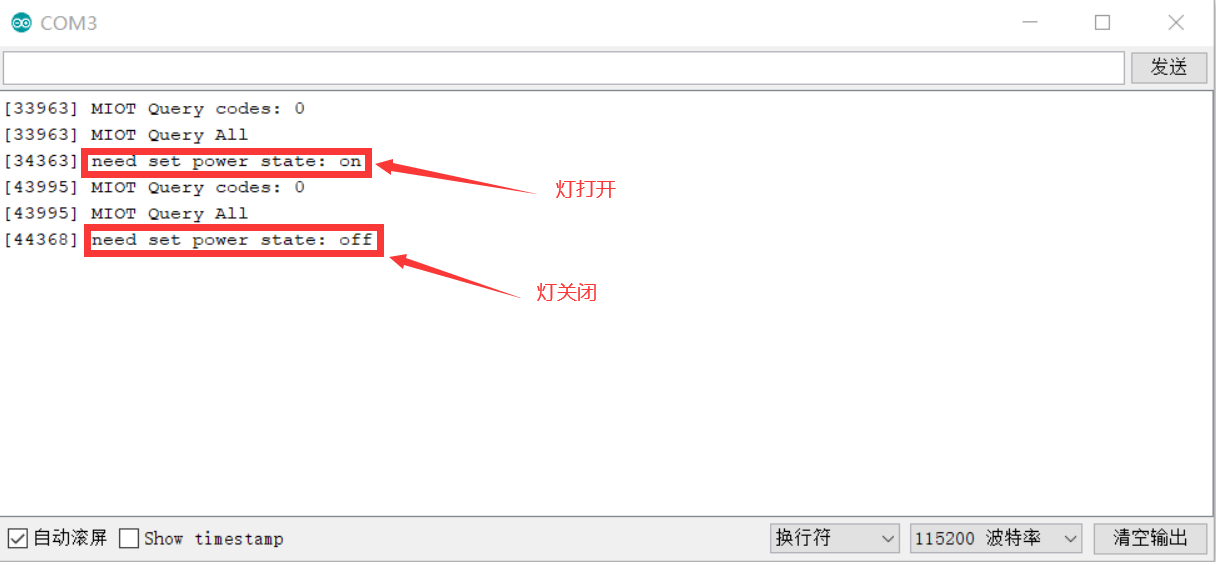 COM3
发送
[33963] MIOT Query codes: 0
[33963] MIOT Query All
[34363] need set power state: on
灯打开
[43995] MIOT Query codes: 0
[43995] MIOT Query All
[44368] need set power state: off
灯关闭
自动滚屏 Show timestamp 换行符 115200 波特率 清空输出